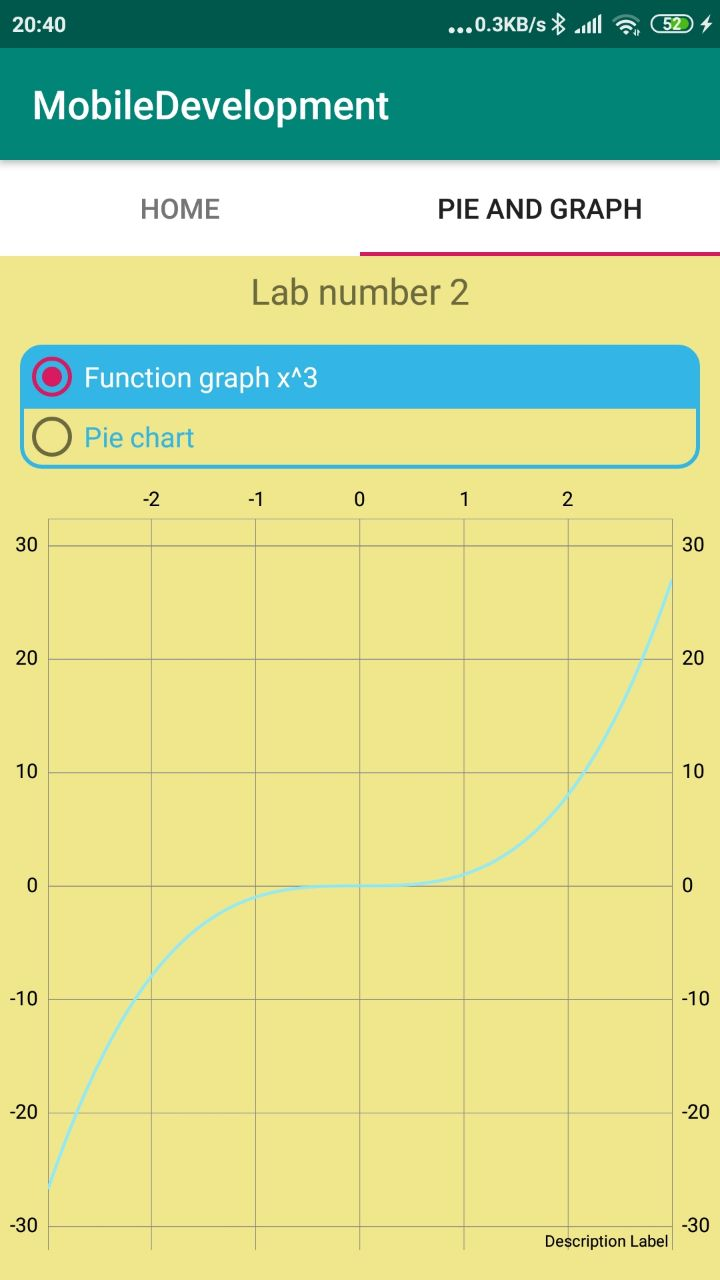 20:40 ...0.3KB/s 52
MobileDevelopment
HOME PIE AND GRAPH
Lab number 2
Function graph x^3
Pie chart
-2 -1 0 1 2
30 30
20 20
10 10
0 0
-10 -10
-20 -20
-30 -30
Description Label